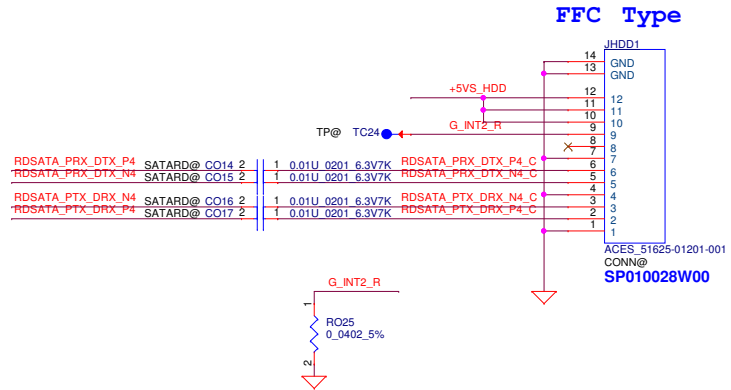 FFC Type
JHDD1
14 GND
13 GND
+5VS_HDD 12 12
11 11
10 10
TP@ TC24 G_INT2_R 9 9
8 8
7 7
RDSATA_PRX_DTX_P4 SATARD@ CO14 2 1 0.01U_0201_6.3V7K RDSATA_PRX_DTX_P4_C 6 6
RDSATA_PRX_DTX_N4 SATARD@ CO15 2 1 0.01U_0201_6.3V7K RDSATA_PRX_DTX_N4_C 5 5
4 4
RDSATA_PTX_DRX_N4 SATARD@ CO16 2 1 0.01U_0201_6.3V7K RDSATA_PTX_DRX_N4_C 3 3
RDSATA_PTX_DRX_P4 SATARD@ CO17 2 1 0.01U_0201_6.3V7K RDSATA_PTX_DRX_P4_C 2 2
1 1
ACES_51625-01201-001
CONN@
SP010028W00
G_INT2_R
1
RO25
0_0402_5%
2